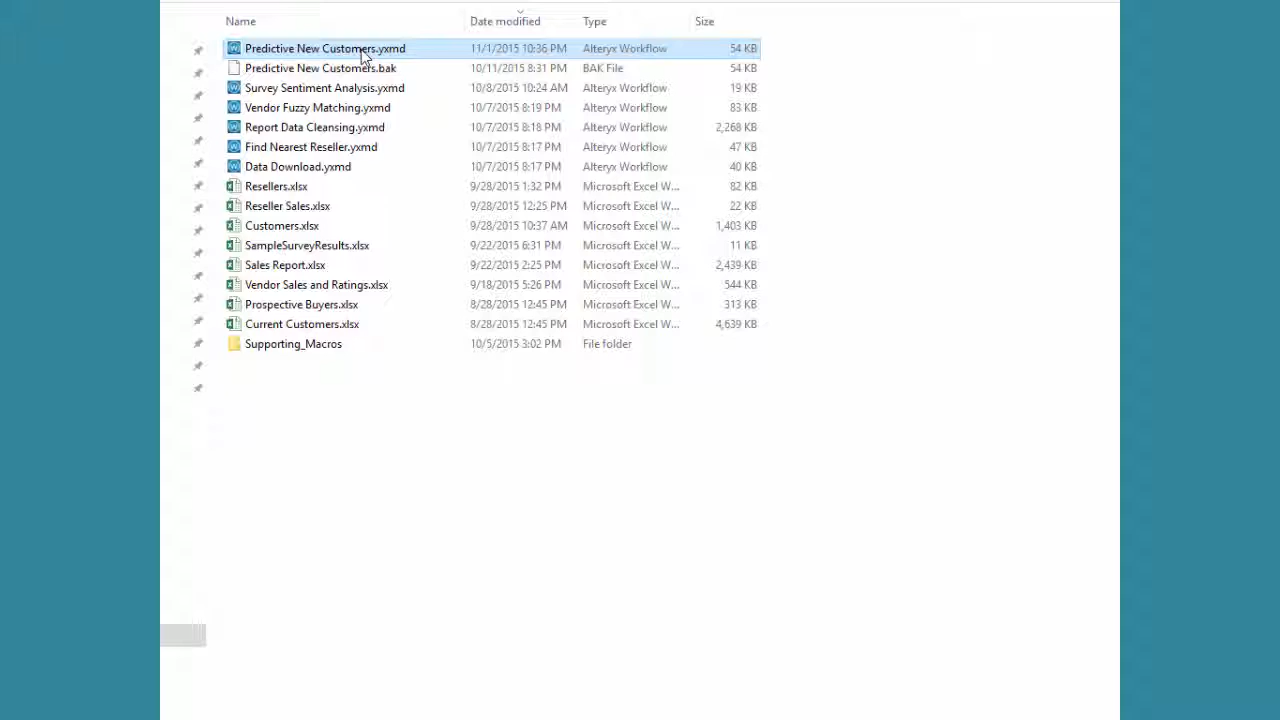 Name Date modified Type Size
Predictive New Customers.yxmd 11/1/2015 10:36 PM Alteryx Workflow 54 KB
Predictive New Customers.bak 10/11/2015 8:31 PM BAK File 54 KB
Survey Sentiment Analysis.yxmd 10/8/2015 10:24 AM Alteryx Workflow 19 KB
Vendor Fuzzy Matching.yxmd 10/7/2015 8:19 PM Alteryx Workflow 83 KB
Report Data Cleansing.yxmd 10/7/2015 8:18 PM Alteryx Workflow 2,268 KB
Find Nearest Reseller.yxmd 10/7/2015 8:17 PM Alteryx Workflow 47 KB
Data Download.yxmd 10/7/2015 8:17 PM Alteryx Workflow 40 KB
Resellers.xlsx 9/28/2015 1:32 PM Microsoft Excel W... 82 KB
Reseller Sales.xlsx 9/28/2015 12:25 PM Microsoft Excel W... 22 KB
Customers.xlsx 9/28/2015 10:37 AM Microsoft Excel W... 1,403 KB
SampleSurveyResults.xlsx 9/22/2015 6:31 PM Microsoft Excel W... 11 KB
Sales Report.xlsx 9/22/2015 2:25 PM Microsoft Excel W... 2,439 KB
Vendor Sales and Ratings.xlsx 9/18/2015 5:26 PM Microsoft Excel W... 544 KB
Prospective Buyers.xlsx 8/28/2015 12:45 PM Microsoft Excel W... 313 KB
Current Customers.xlsx 8/28/2015 12:45 PM Microsoft Excel W... 4,639 KB
Supporting_Macros 10/5/2015 3:02 PM File folder